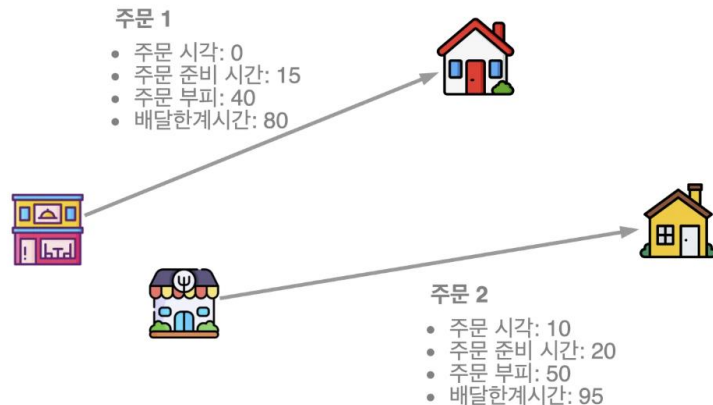 주문 1
• 주문 시각: 0
• 주문 준비 시간: 15
• 주문 부피: 40
• 배달한계시간: 80
주문 2
• 주문 시각: 10
• 주문 준비 시간: 20
• 주문 부피: 50
• 배달한계시간: 95